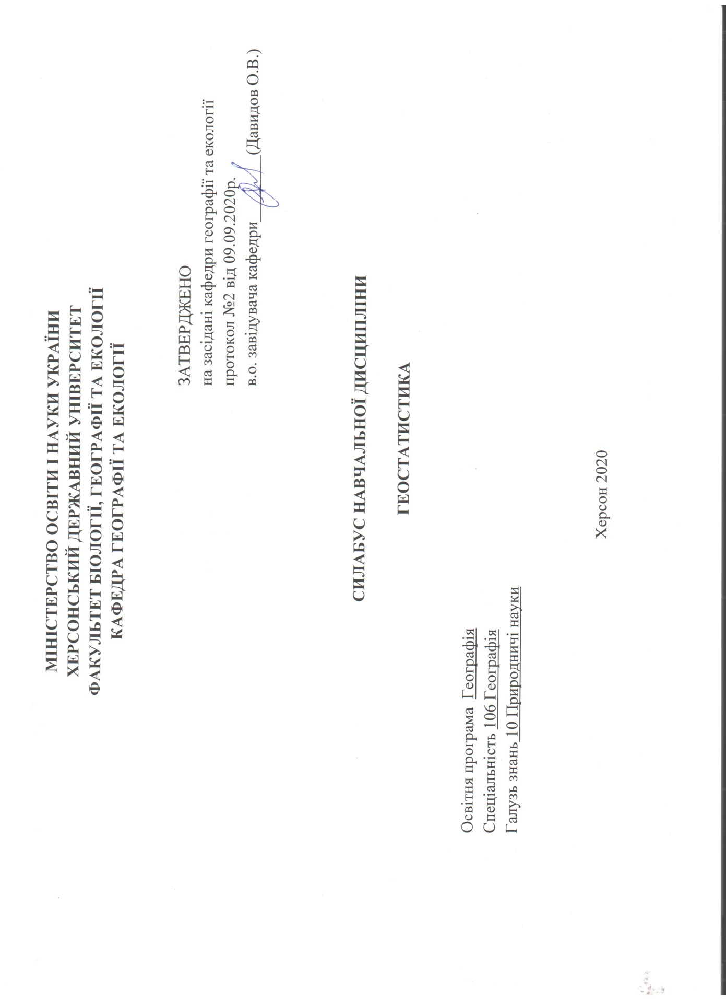 МІНІСТЕРСТВО ОСВІТИ І НАУКИ УКРАЇНИ
ХЕРСОНСЬКИЙ ДЕРЖАВНИЙ УНІВЕРСИТЕТ
ФАКУЛЬТЕТ БІОЛОГІЇ, ГЕОГРАФІЇ ТА ЕКОЛОГІЇ
КАФЕДРА ГЕОГРАФІЇ ТА ЕКОЛОГІЇ
ЗАТВЕРДЖЕНО
на засідані кафедри географії та екології
протокол №2 від 09.09.2020р.
в.о. завідувача кафедри (Давидов О.В.)
СИЛАБУС НАВЧАЛЬНОЇ ДИСЦИПЛІНИ
ГЕОСТАТИСТИКА
Освітня програма Географія
Спеціальність 106 Географія
Галузь знань 10 Природничі науки
Херсон 2020